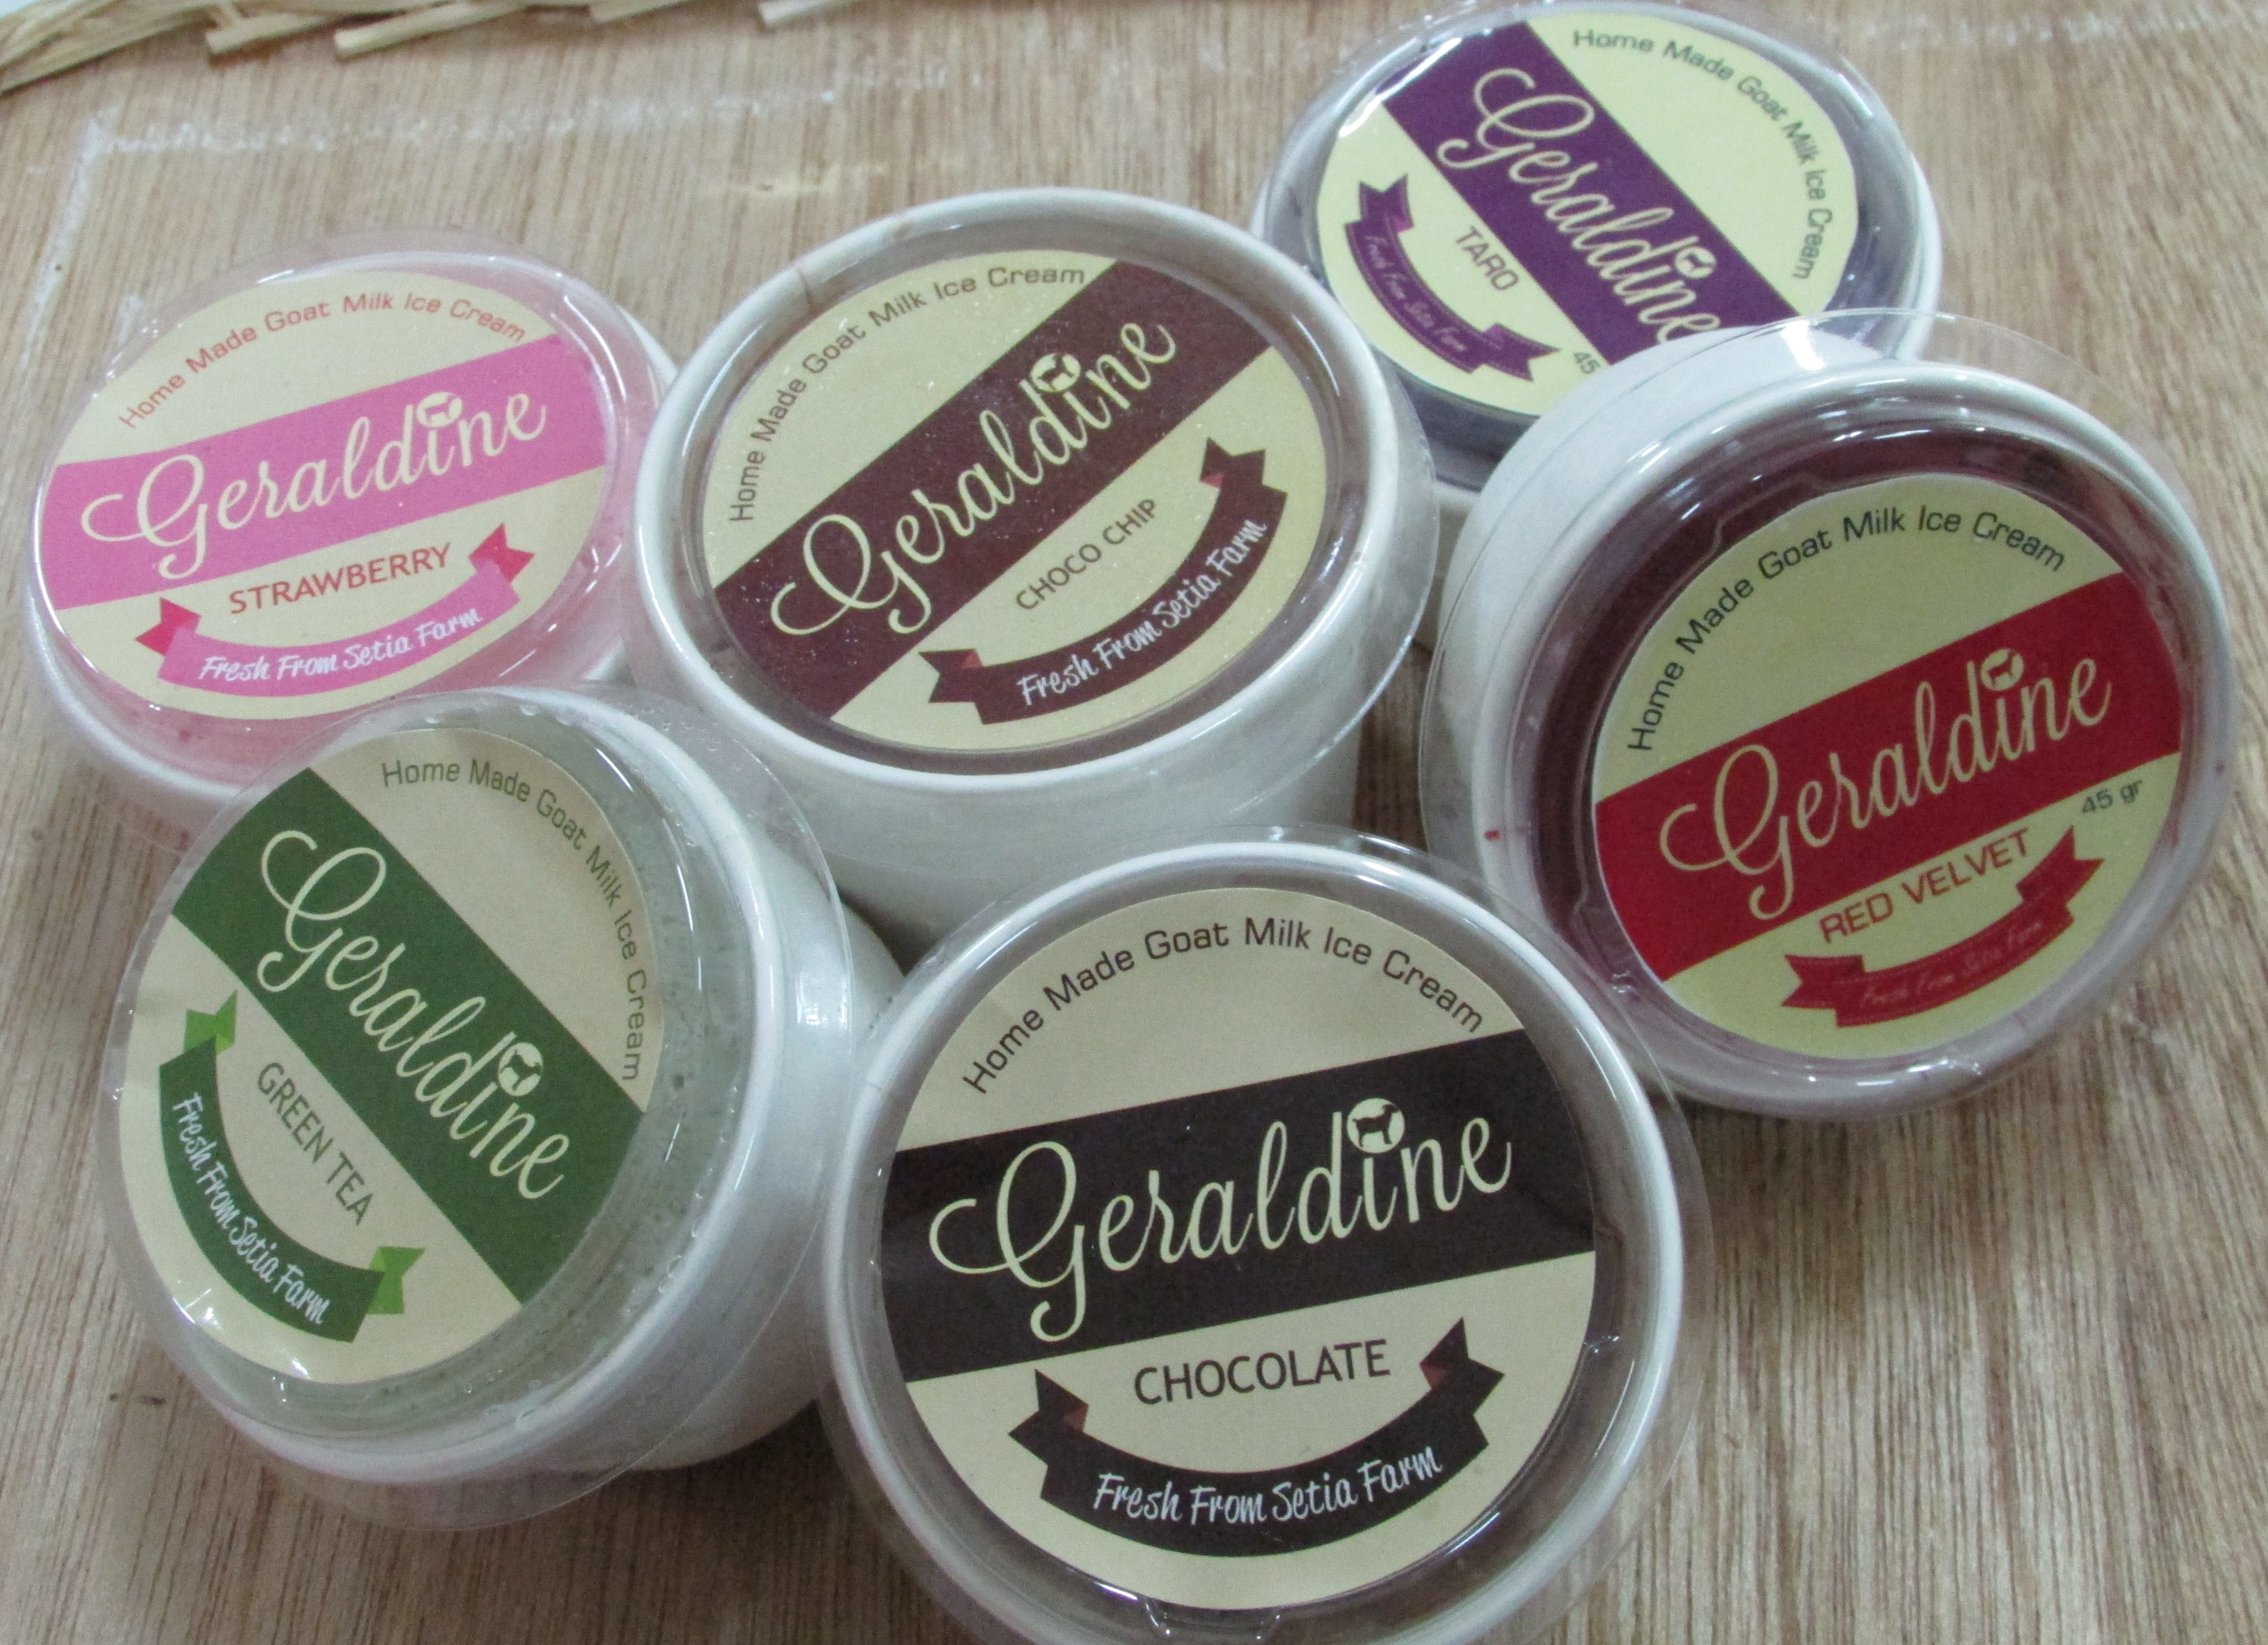 Home Made Goat Milk Ice Cream
Geraldine
STRAWBERRY
Fresh From Setia Farm
Home Made Goat Milk Ice Cream
Geraldine
CHOCO CHIP
Fresh From Setia Farm
Home Made Goat Milk Ice Cream
Geraldine
TARO
45
Fresh From Setia Farm
Home Made Goat Milk Ice Cream
Geraldine
45 gr
RED VELVET
Fresh From Setia Farm
Home Made Goat Milk Ice Cream
Geraldine
GREEN TEA
Fresh From Setia Farm
Home Made Goat Milk Ice Cream
Geraldine
CHOCOLATE
Fresh From Setia Farm